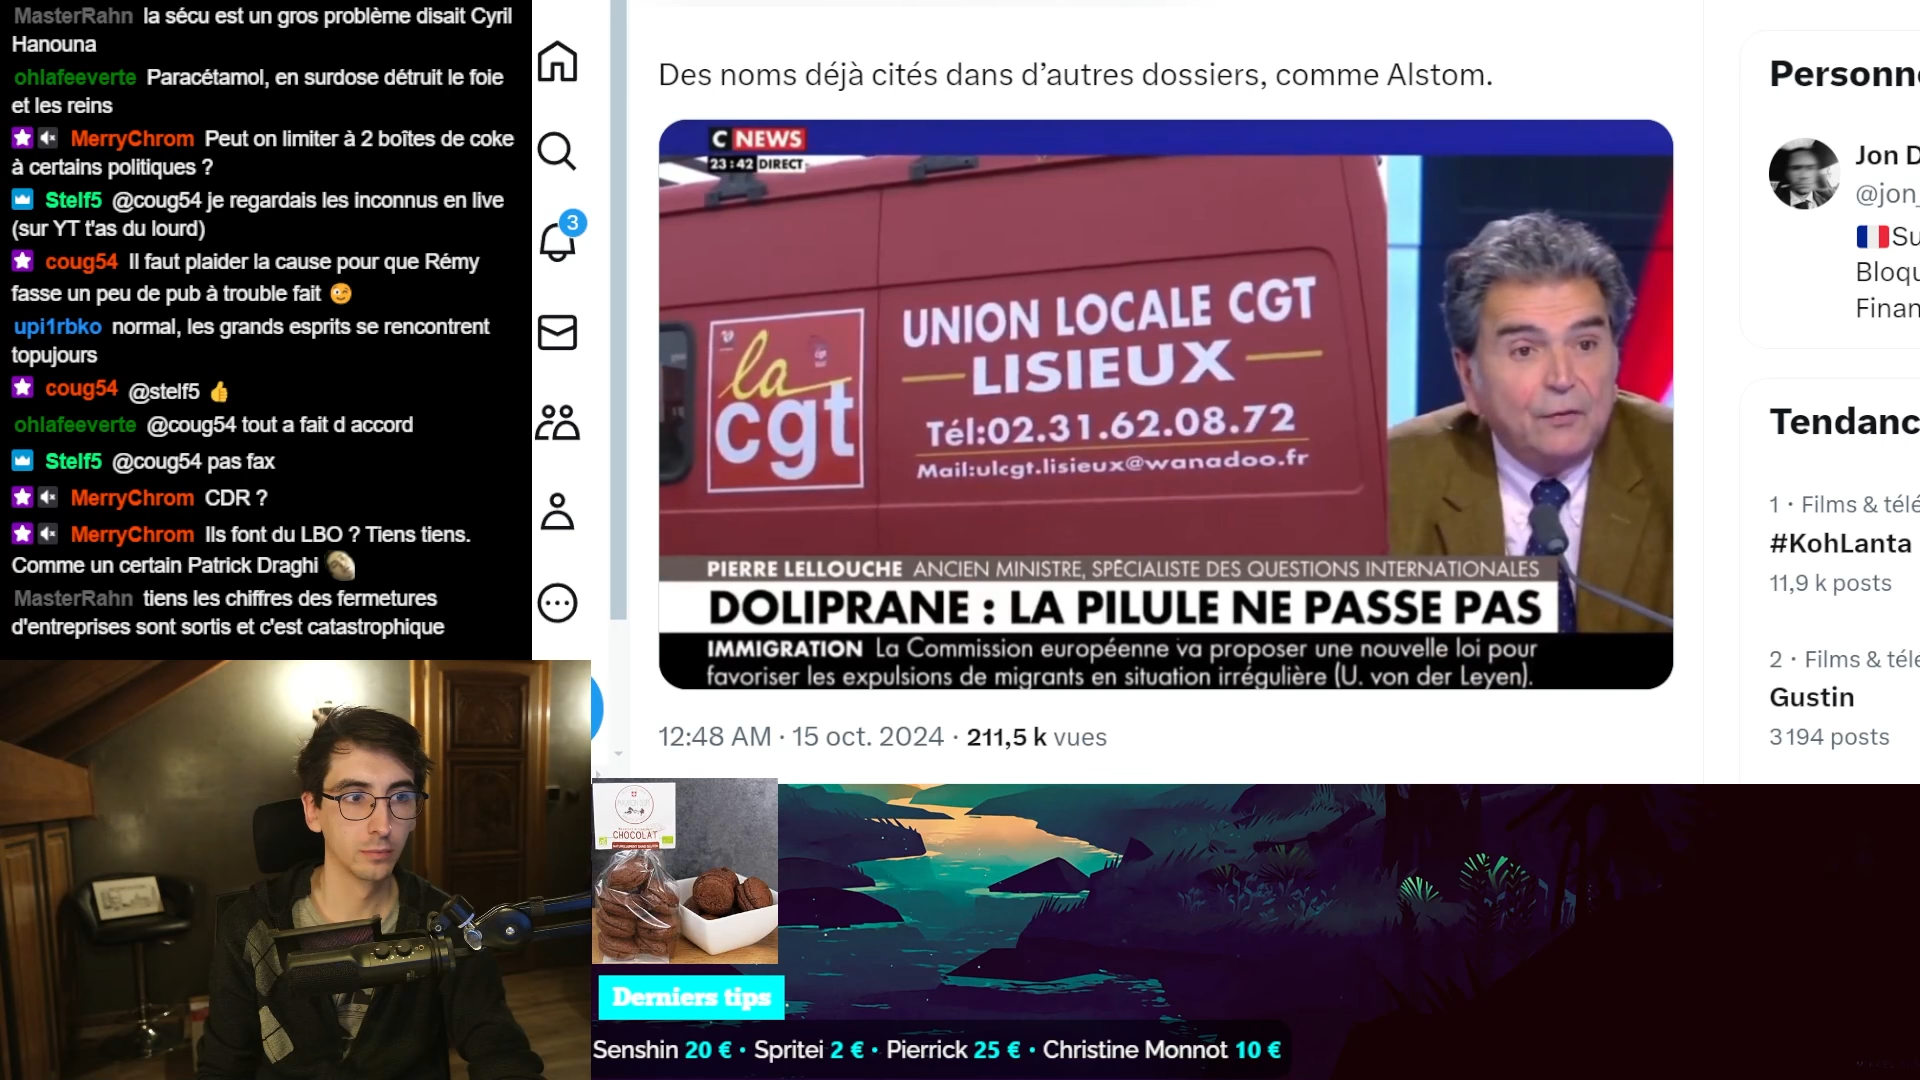 MasterRahn la sécu est un gros problème disait Cyril
Hanouna
ohlafeeverte Paracétamol, en surdose détruit le foie
et les reins
MerryChrom Peut on limiter à 2 boîtes de coke
à certains politiques ?
Stelf5 @coug54 je regardais les inconnus en live
(sur YT t'as du lourd)
coug54 Il faut plaider la cause pour que Rémy
fasse un peu de pub à trouble fait 😉
upi1rbko normal, les grands esprits se rencontrent
topujours
coug54 @stelf5 👍
ohlafeeverte @coug54 tout a fait d accord
Stelf5 @coug54 pas fax
MerryChrom CDR ?
MerryChrom Ils font du LBO ? Tiens tiens.
Comme un certain Patrick Draghi
MasterRahn tiens les chiffres des fermetures
d'entreprises sont sortis et c'est catastrophique
3
Des noms déjà cités dans d’autres dossiers, comme Alstom.
C NEWS
23:42 DIRECT
la
cgt
UNION LOCALE CGT
LISIEUX
Tél:02.31.62.08.72
Mail:ulcgt.lisieux@wanadoo.fr
PIERRE LELLOUCHE ANCIEN MINISTRE, SPÉCIALISTE DES QUESTIONS INTERNATIONALES
DOLIPRANE : LA PILULE NE PASSE PAS
IMMIGRATION La Commission européenne va proposer une nouvelle loi pour
favoriser les expulsions de migrants en situation irrégulière (U. von der Leyen).
12:48 AM · 15 oct. 2024 · 211,5 k vues
Personn
Jon D
@jon_
🇫🇷Su
Bloqu
Finan
Tendanc
1 · Films & télé
#KohLanta
11,9 k posts
2 · Films & télé
Gustin
3 194 posts
CHOCOLAT
Derniers tips
Senshin 20 € · Spritei 2 € · Pierrick 25 € · Christine Monnot 10 €